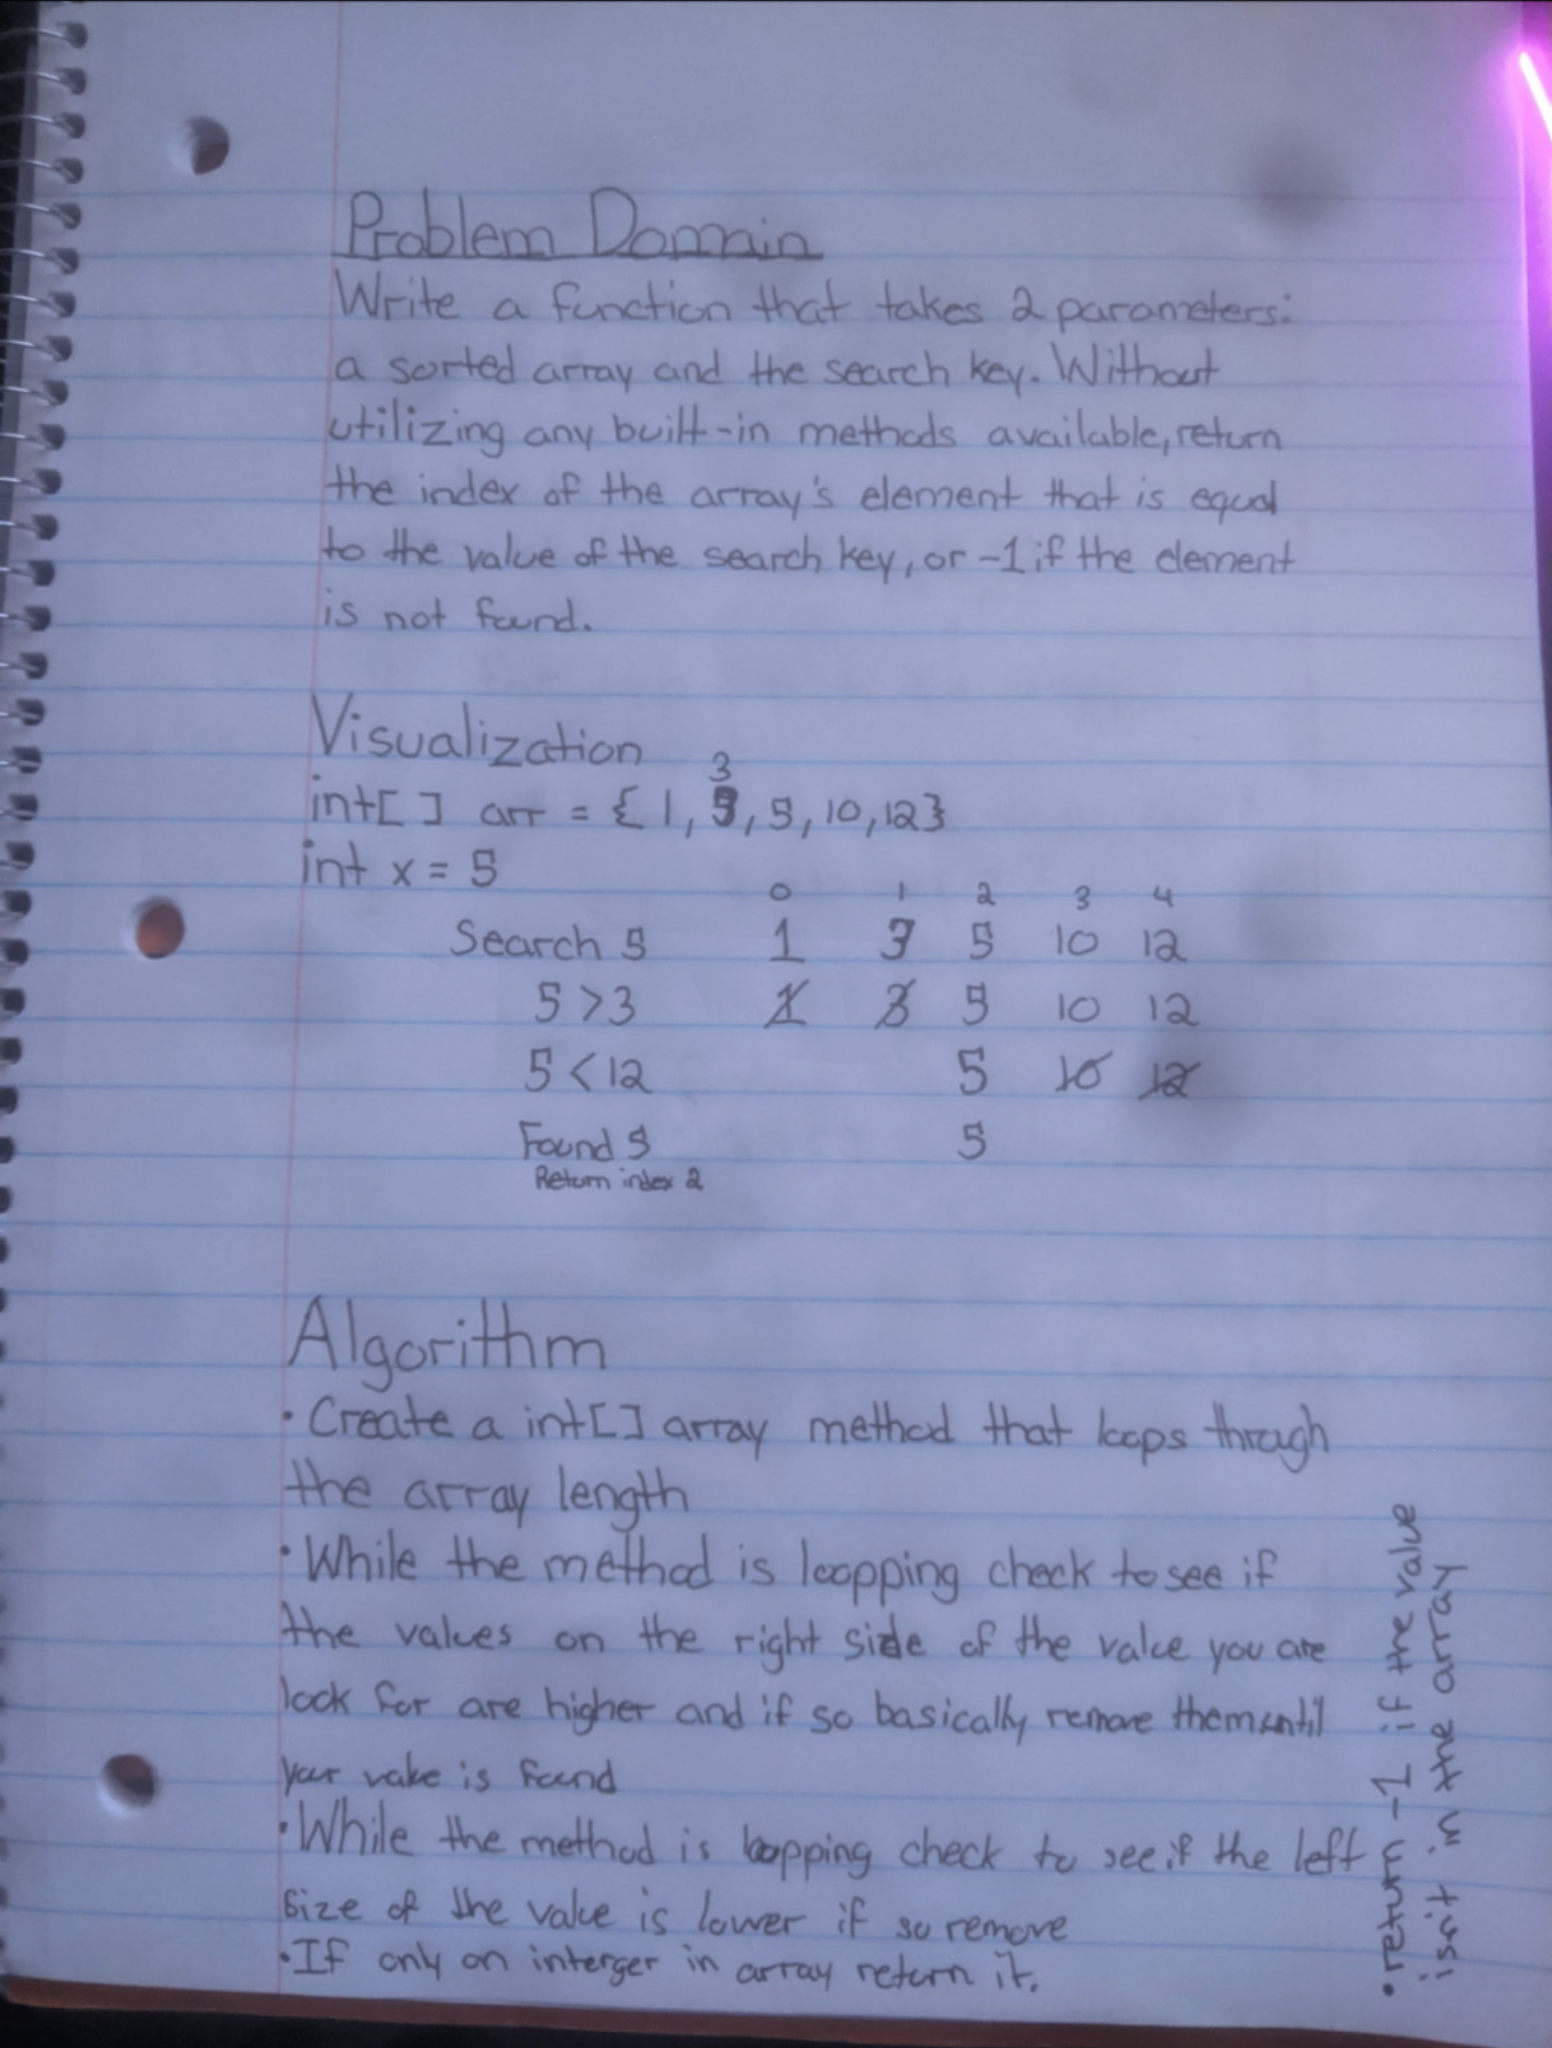 Problem Domain
Write a function that takes 2 parameters:
a sorted array and the search key. Without
utilizing any built-in methods available, return
the index of the array's element that is equal
to the value of the search key, or -1 if the element
is not found.
Visualization
3
int[] arr = {1, 3, 5, 10, 12}
int x = 5
0 1 2 3 4
Search 5 1 3 5 10 12
5 > 3 1 3 5 10 12
5 < 12 5 10 12
Found 5 5
Return index 2
Algorithm
• Create a int[] array method that loops through
the array length
• While the method is loopping check to see if
the values on the right side of the value you are
look for are higher and if so basically remove them until
your value is found
• While the method is loopping check to see if the left
size of the value is lower if so remove
• If only on interger in array return it.
• return -1 if the value
isn't in the array